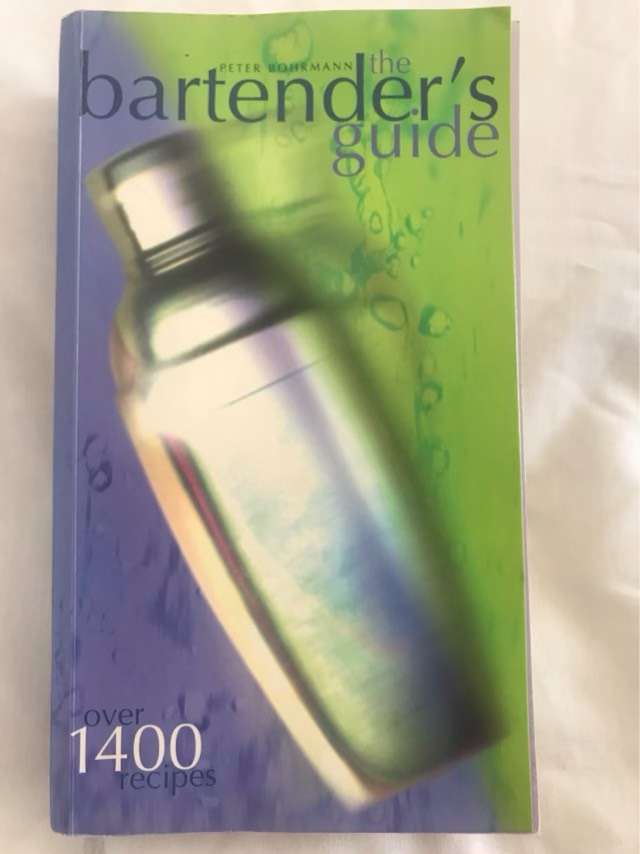 PETER BOHRMANN the
bartender's
guide
over
1400
recipes